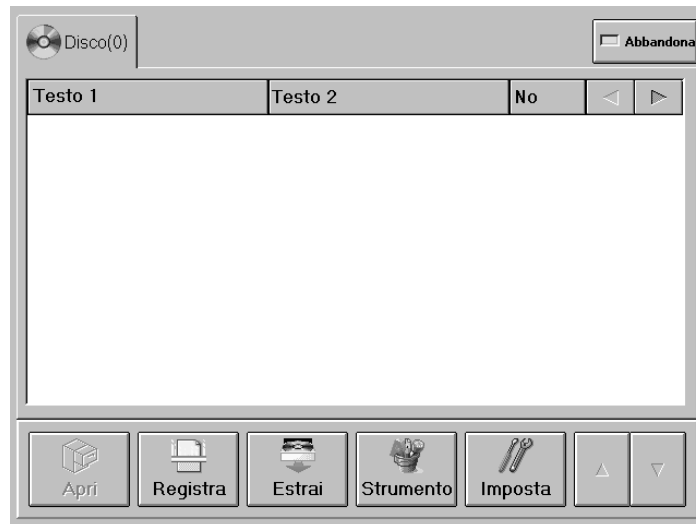 Disco(0)
Abbandona
Testo 1 Testo 2 No
Apri Registra Estrai Strumento Imposta